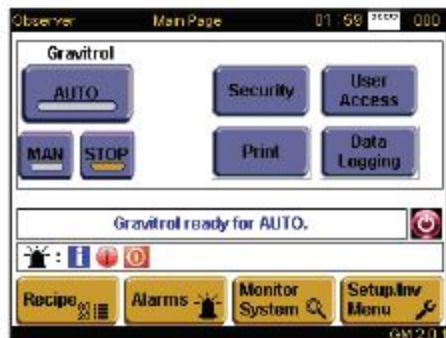 Observer Main Page 01 59 000
Gravitrol
AUTO
MAN STOP
Security
User
Access
Print
Data
Logging
Gravitrol ready for AUTO.
Recipe
Alarms
Monitor
System
Setup/Inv
Menu